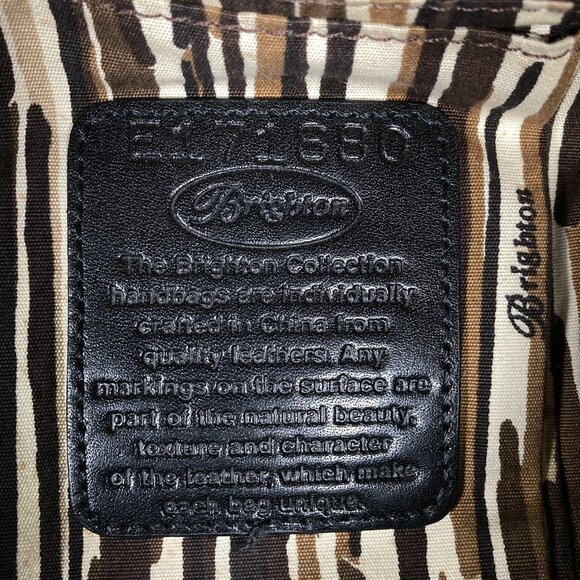 E171880
Brighton
The Brighton Collection
handbags are individually
crafted in China from
quality leathers. Any
markings on the surface are
part of the natural beauty,
texture and character
of the leather, which make
each bag unique.
Brighton